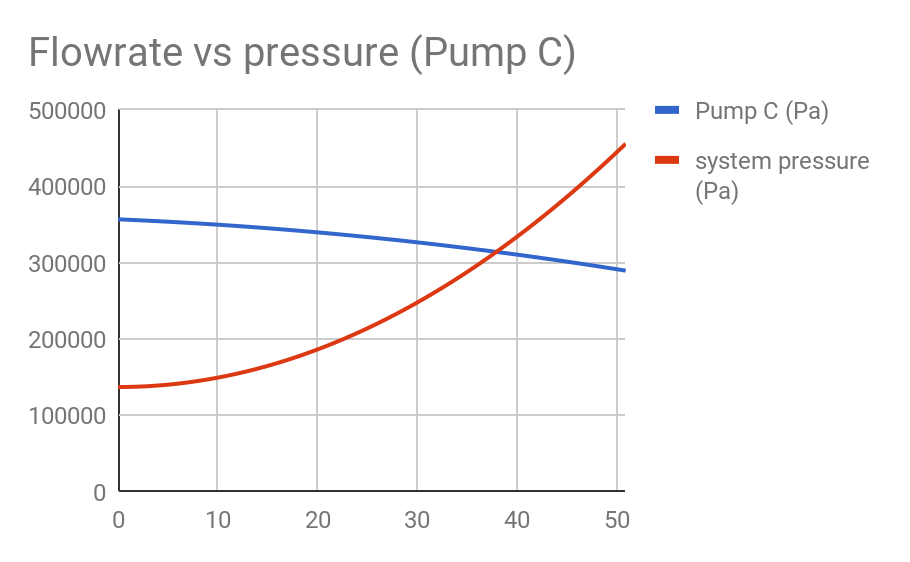 Flowrate vs pressure (Pump C)
500000
400000
300000
200000
100000
0
0 10 20 30 40 50
Pump C (Pa)
system pressure
(Pa)